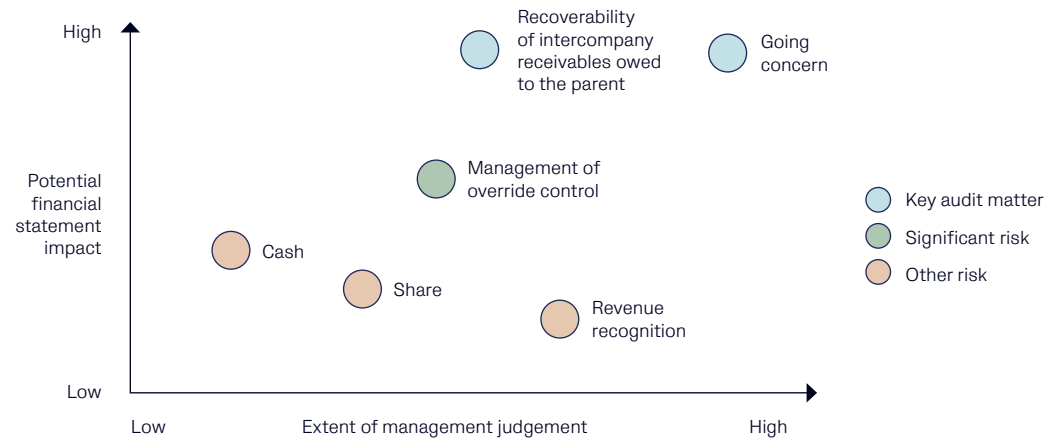 High
Recoverability
of intercompany
receivables owed
to the parent
Going
concern
Potential
financial
statement
impact
Management of
override control
Cash
Share
Revenue
recognition
Key audit matter
Significant risk
Other risk
Low
Low
Extent of management judgement
High